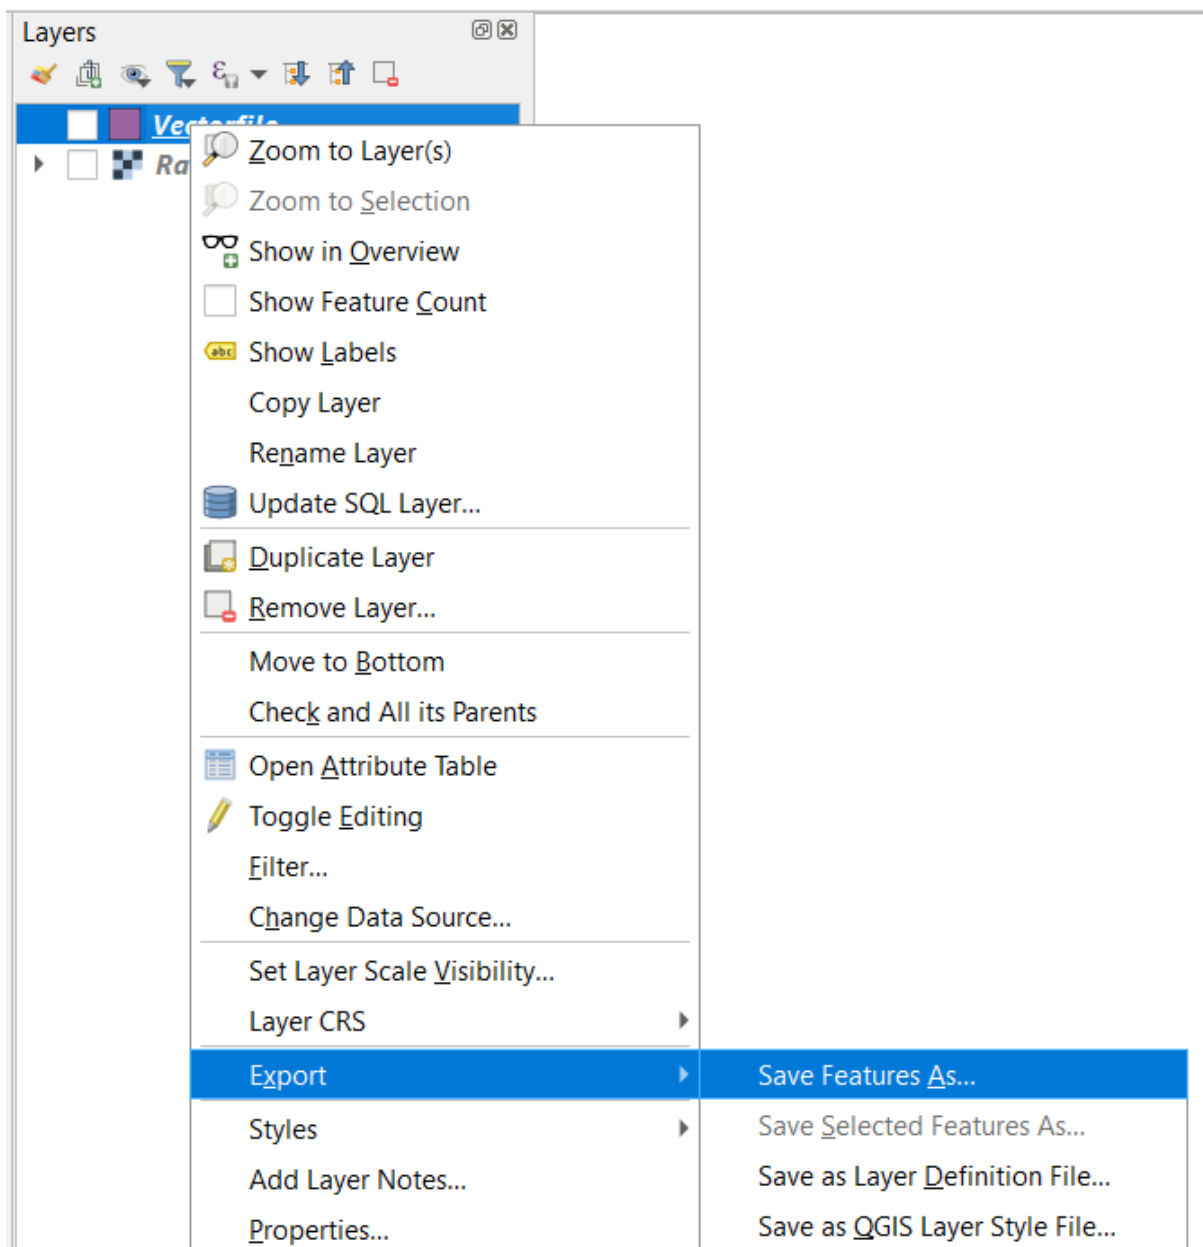 Layers
Zoom to Layer(s)
Ra
Zoom to Selection
Show in Overview
Show Feature Count
abc Show Labels
Copy Layer
Rename Layer
Update SQL Layer...
Duplicate Layer
Remove Layer...
Move to Bottom
Check and All its Parents
Open Attribute Table
Toggle Editing
Filter...
Change Data Source...
Set Layer Scale Visibility...
Layer CRS
Export
Save Features As...
Styles
Save Selected Features As...
Add Layer Notes...
Save as Layer Definition File...
Properties...
Save as QGIS Layer Style File...